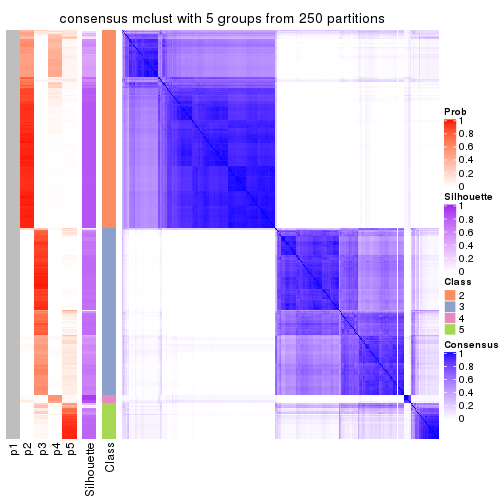 consensus mclust with 5 groups from 250 partitions
Prob
1
0.8
0.6
0.4
0.2
0
Silhouette
1
0.8
0.6
0.4
0.2
0
Class
2
3
4
5
Consensus
1
0.8
0.6
0.4
0.2
0
p1
p2
p3
p4
p5
Silhouette
Class